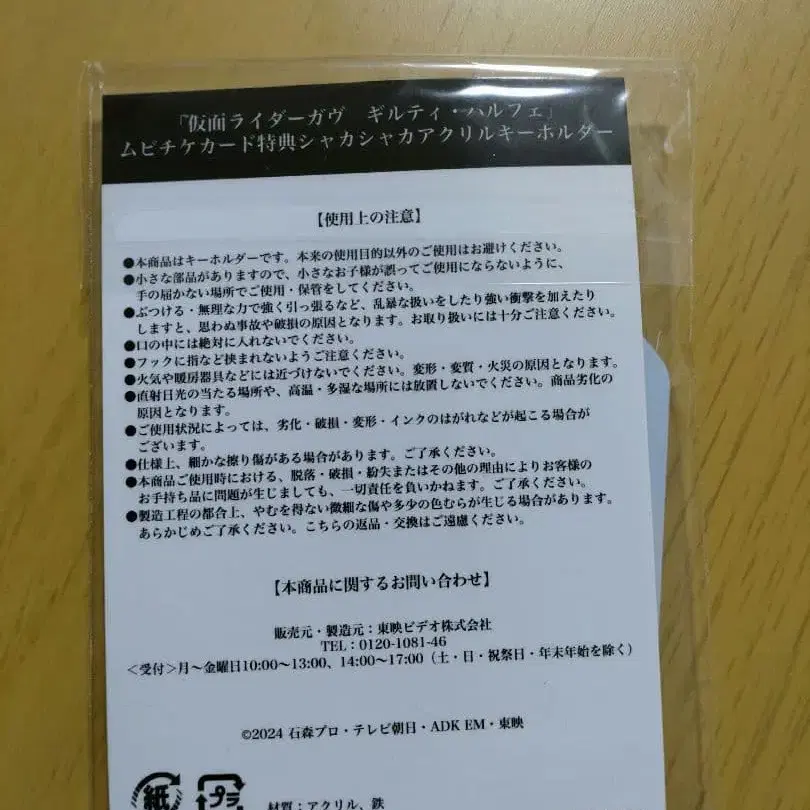 「仮面ライダーガヴ　ギルティ・パルフェ」
ムビチケカード特典シャカシャカアクリルキーホルダー
【使用上の注意】
●本商品はキーホルダーです。本来の使用目的以外のご使用はお避けください。
●小さな部品がありますので、小さなお子様が誤ってご使用にならないように、
手の届かない場所でご使用・保管をしてください。
●ぶつける・無理な力で強く引っ張るなど、乱暴な扱いをしたり強い衝撃を加えたり
しますと、思わぬ事故や破損の原因となります。お取り扱いには十分ご注意ください。
●口の中には絶対に入れないでください。
●フックに指など挟まれないようご注意ください。
●火気や暖房器具などには近づけないでください。変形・変質・火災の原因となります。
●直射日光の当たる場所や、高温・多湿な場所には放置しないでください。商品劣化の
原因となります。
●ご使用状況によっては、劣化・破損・変形・インクのはがれなどが起こる場合が
ございます。
●仕様上、細かな擦り傷がある場合があります。ご了承ください。
●本商品ご使用時における、脱落・破損・紛失またはその他の理由によりお客様の
お手持ち品に問題が生じましても、一切責任を負いかねます。ご了承ください。
●製造工程の都合上、やむを得ない微細な傷や多少の色むらが生じる場合があります。
あらかじめご了承ください。こちらの返品・交換はご遠慮ください。
【本商品に関するお問い合わせ】
販売元・製造元：東映ビデオ株式会社
TEL：0120-1081-46
＜受付＞月～金曜日10:00～13:00、14:00～17:00（土・日・祝祭日・年末年始を除く）
©2024 石森プロ・テレビ朝日・ADK EM・東映
紙 プラ 材質：アクリル、鉄